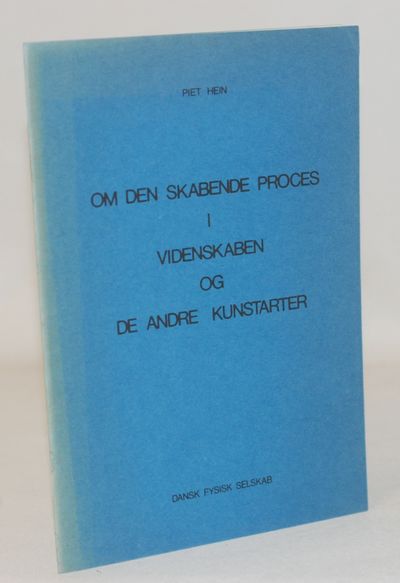 PIET HEIN
OM DEN SKABENDE PROCES
I
VIDENSKABEN
OG
DE ANDRE KUNSTARTER
DANSK FYSISK SELSKAB